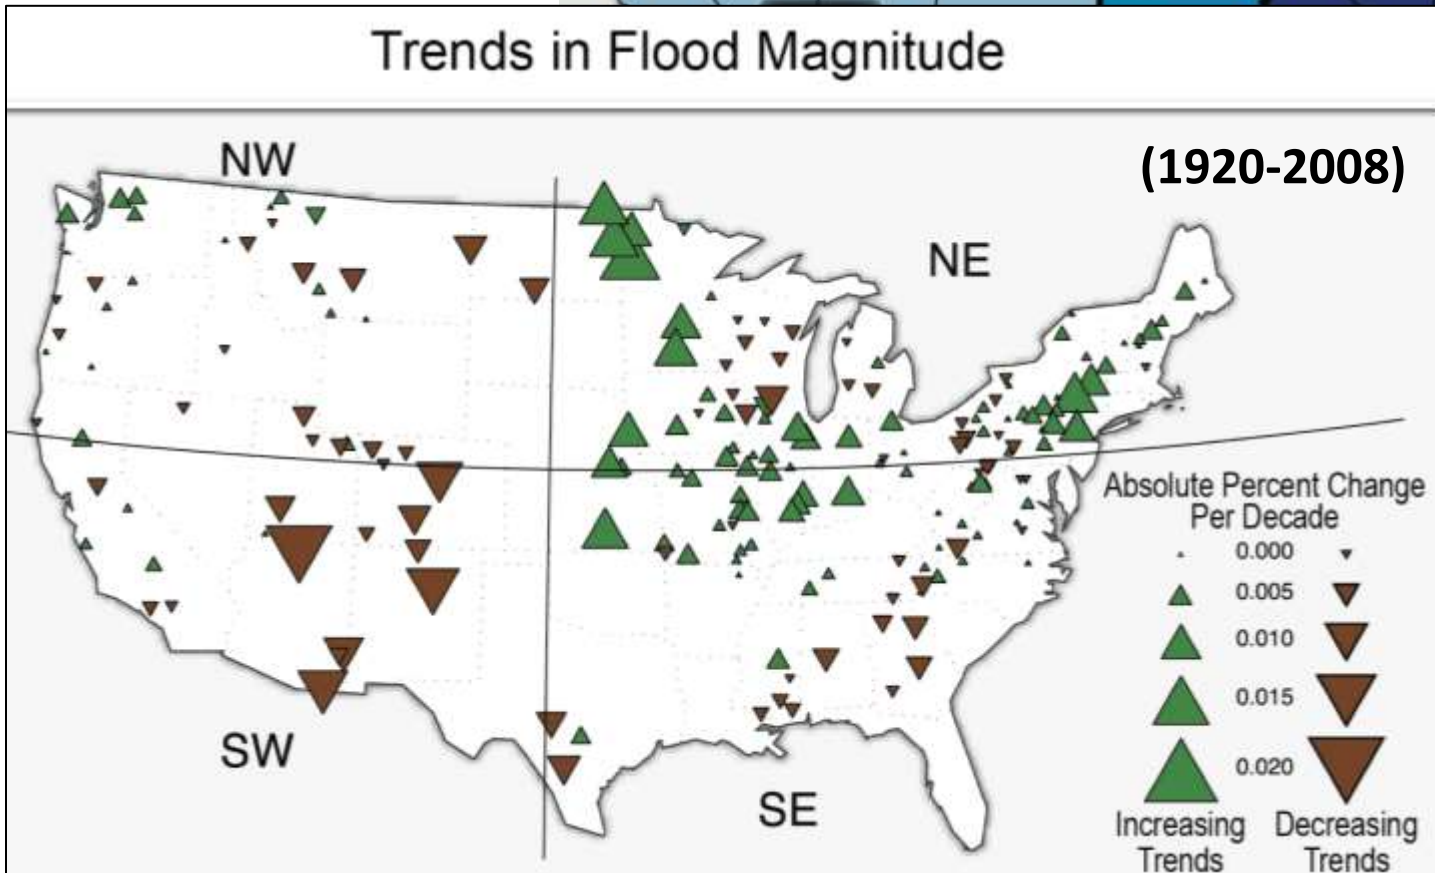 Trends in Flood Magnitude
NW
(1920-2008)
NE
Absolute Percent Change
Per Decade
0.000
0.005
0.010
0.015
0.020
SW
SE
Increasing
Trends
Decreasing
Trends